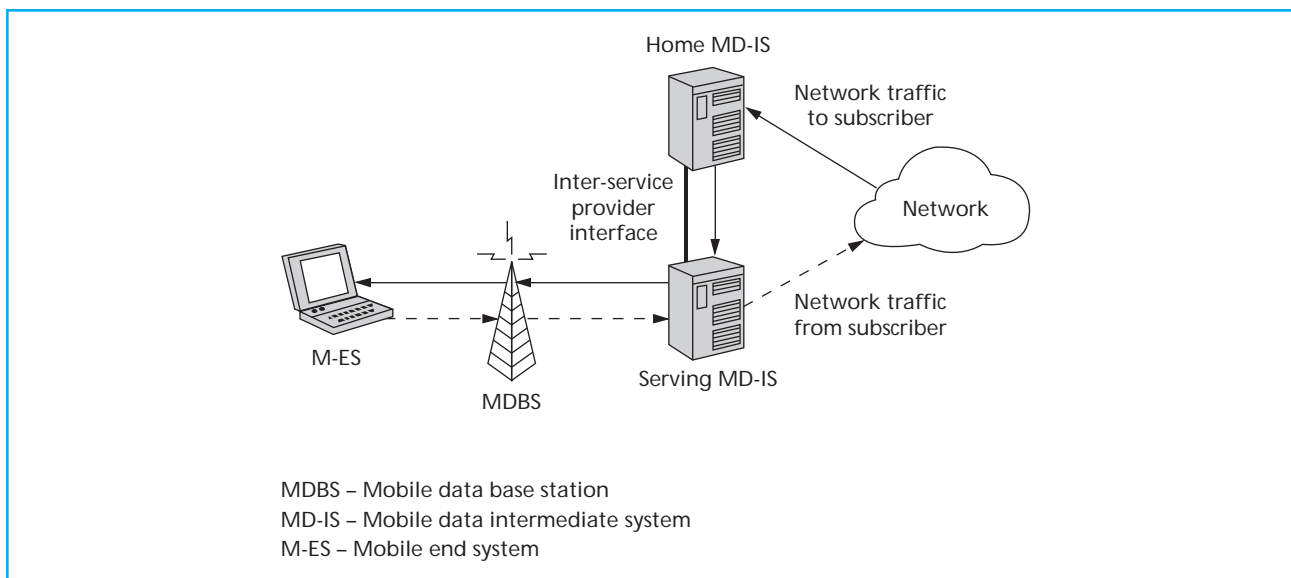 Home MD-IS
Network traffic
to subscriber
Inter-service
provider
interface
Network
Network traffic
from subscriber
M-ES
Serving MD-IS
MDBS
MDBS – Mobile data base station
MD-IS – Mobile data intermediate system
M-ES – Mobile end system